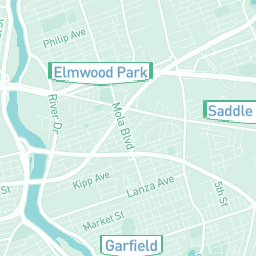 Philip Ave
Elmwood Park
River Dr
Mola Blvd
Saddle
Kipp Ave
Lanza Ave
5th St
St
Market St
Garfield